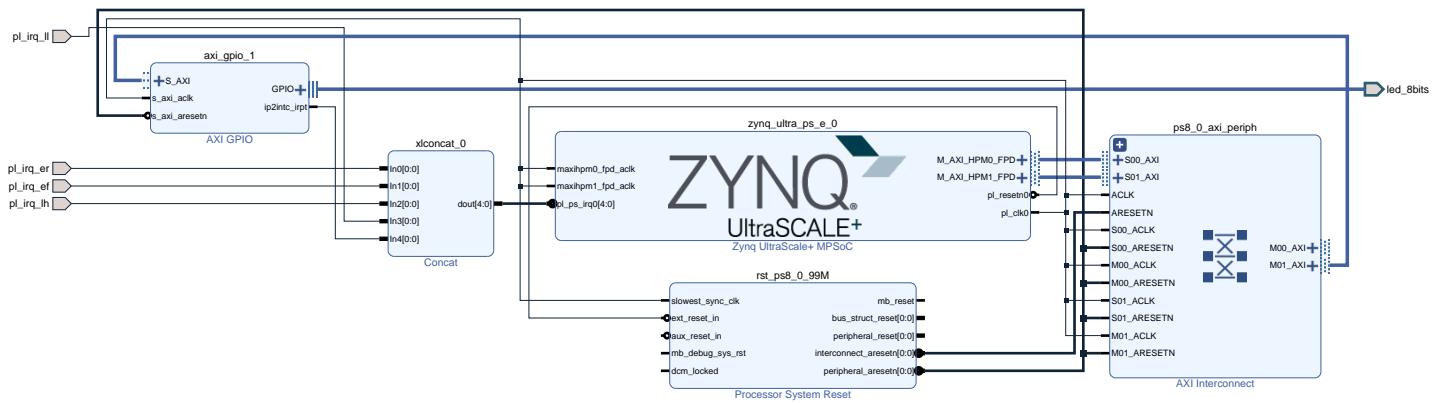 pl_irq_ll
axi_gpio_1
S_AXI
s_axi_aclk
s_axi_aresetn
GPIO
ip2intc_irpt
AXI GPIO
led_8bits
pl_irq_er
pl_irq_ef
pl_irq_lh
xlconcat_0
In0[0:0]
In1[0:0]
In2[0:0]
In3[0:0]
In4[0:0]
dout[4:0]
Concat
zynq_ultra_ps_e_0
maxihpm0_fpd_aclk
maxihpm1_fpd_aclk
pl_ps_irq0[4:0]
ZYNQ®
UltraSCALE+
M_AXI_HPM0_FPD
M_AXI_HPM1_FPD
pl_resetn0
pl_clk0
Zynq UltraScale+ MPSoC
rst_ps8_0_99M
slowest_sync_clk
ext_reset_in
aux_reset_in
mb_debug_sys_rst
dcm_locked
mb_reset
bus_struct_reset[0:0]
peripheral_reset[0:0]
interconnect_aresetn[0:0]
peripheral_aresetn[0:0]
Processor System Reset
ps8_0_axi_periph
S00_AXI
S01_AXI
ACLK
ARESETN
S00_ACLK
S00_ARESETN
M00_ACLK
M00_ARESETN
S01_ACLK
S01_ARESETN
M01_ACLK
M01_ARESETN
M00_AXI
M01_AXI
AXI Interconnect